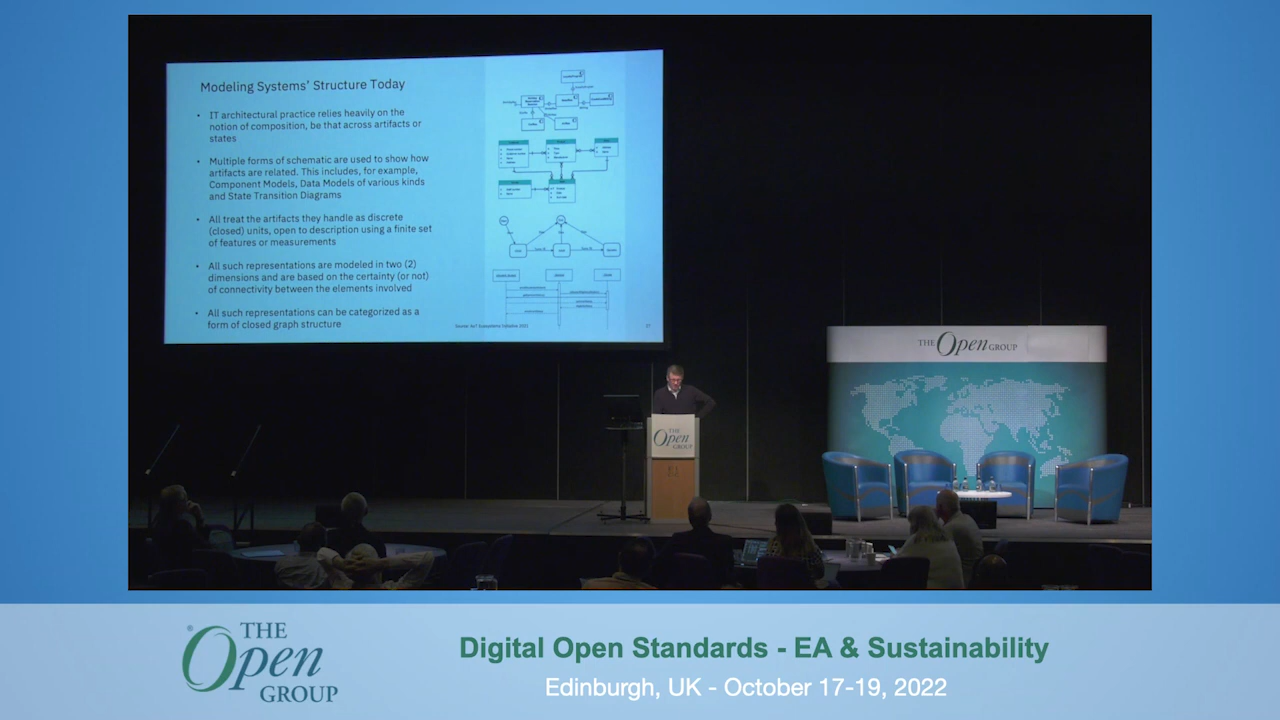 Modeling Systems' Structure Today
• IT architectural practice relies heavily on the
notion of composition, be that across artifacts or
states
• Multiple forms of schematic are used to show how
artifacts are related. This includes, for example,
Component Models, Data Models of various kinds
and State Transition Diagrams
• All treat the artifacts they handle as discrete
(closed) units, open to description using a finite set
of features or measurements
• All such representations are modeled in two (2)
dimensions and are based on the certainty (or not)
of connectivity between the elements involved
• All such representations can be categorized as a
form of closed graph structure
27
THE Open GROUP
THE
Open
GROUP
®
THE
Open
GROUP
Digital Open Standards - EA & Sustainability
Edinburgh, UK - October 17-19, 2022